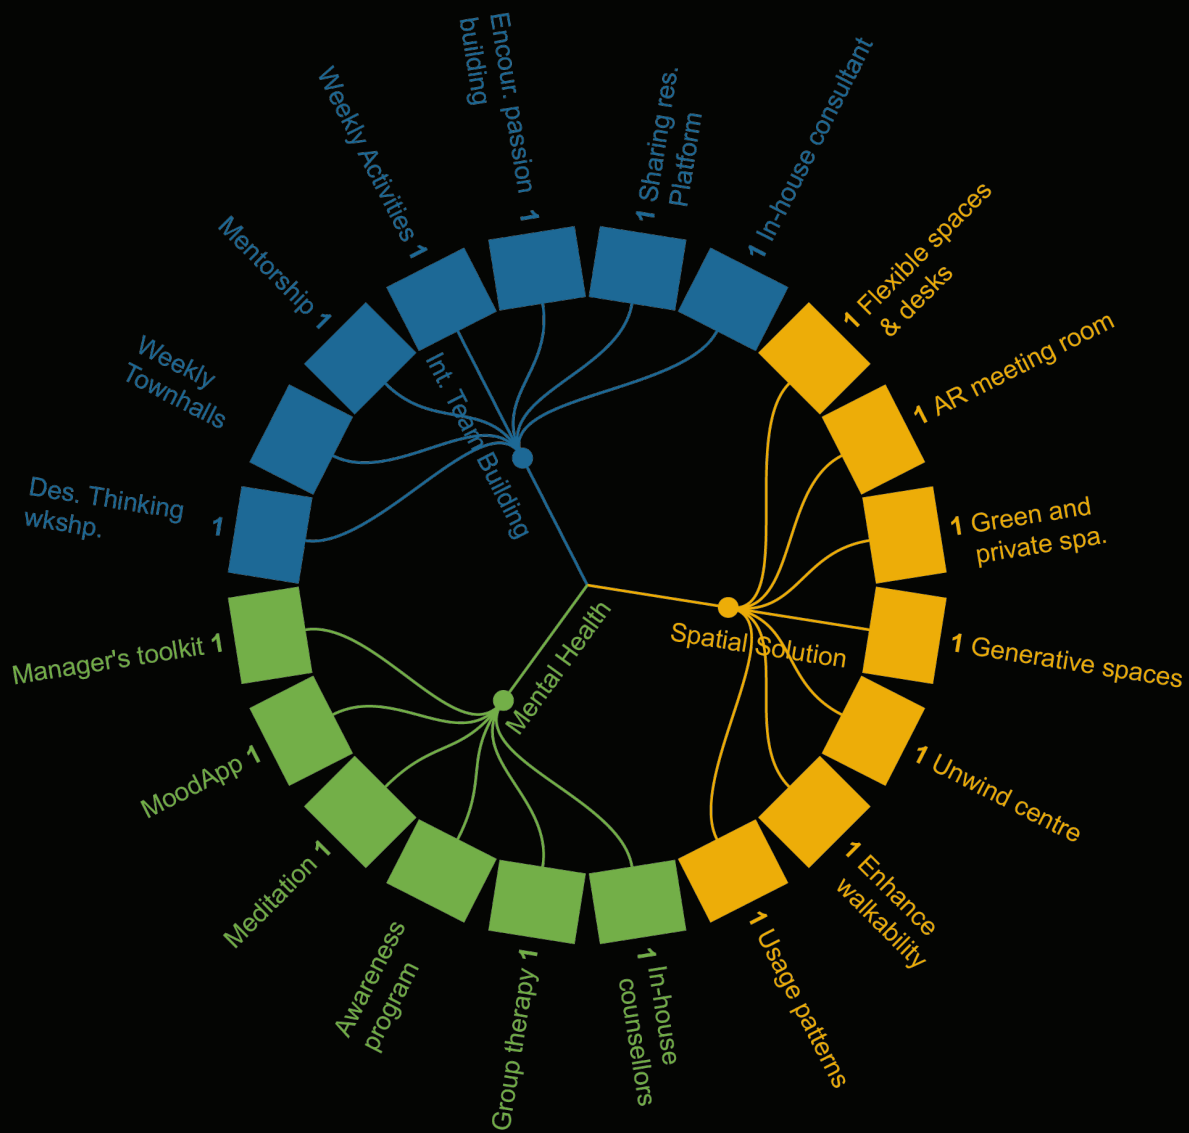 Encour. passion
building
1
1 Sharing res.
Platform
1 In-house consultant
1 Flexible spaces
& desks
1 AR meeting room
1 Green and
private spa.
1 Generative spaces
1 Unwind centre
1 Enhance
walkability
1 Usage patterns
1 In-house
counsellors
Group therapy 1
Awareness
program
Meditation 1
MoodApp 1
Manager's toolkit 1
Des. Thinking
wkshp.
1
Weekly
Townhalls
Mentorship 1
Weekly Activities 1
Int. Team Building
Spatial Solution
Mental Health